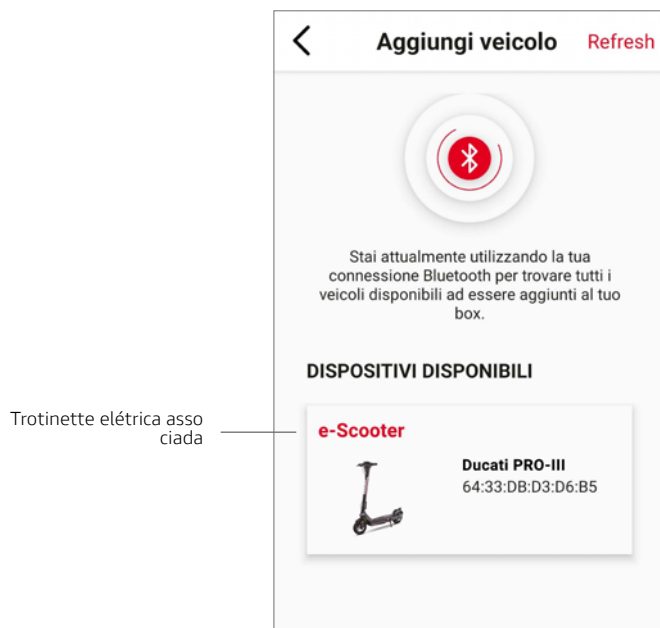 Aggiungi veicolo Refresh
Stai attualmente utilizzando la tua
connessione Bluetooth per trovare tutti i
veicoli disponibili ad essere aggiunti al tuo
box.
DISPOSITIVI DISPONIBILI
Trotinette elétrica asso
ciada
e-Scooter
Ducati PRO-III
64:33:DB:D3:D6:B5